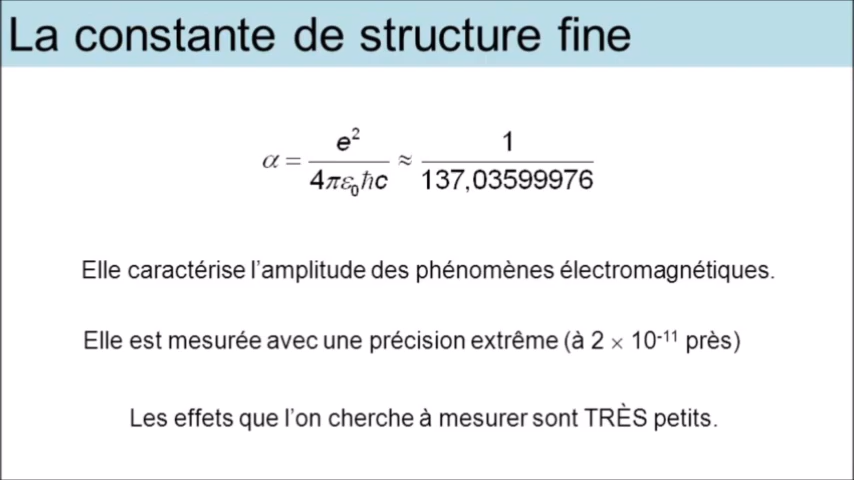 La constante de structure fine
α = e² / 4πε₀ħc ≈ 1 / 137,03599976
Elle caractérise l’amplitude des phénomènes électromagnétiques.
Elle est mesurée avec une précision extrême (à 2 × 10⁻¹¹ près)
Les effets que l’on cherche à mesurer sont TRÈS petits.